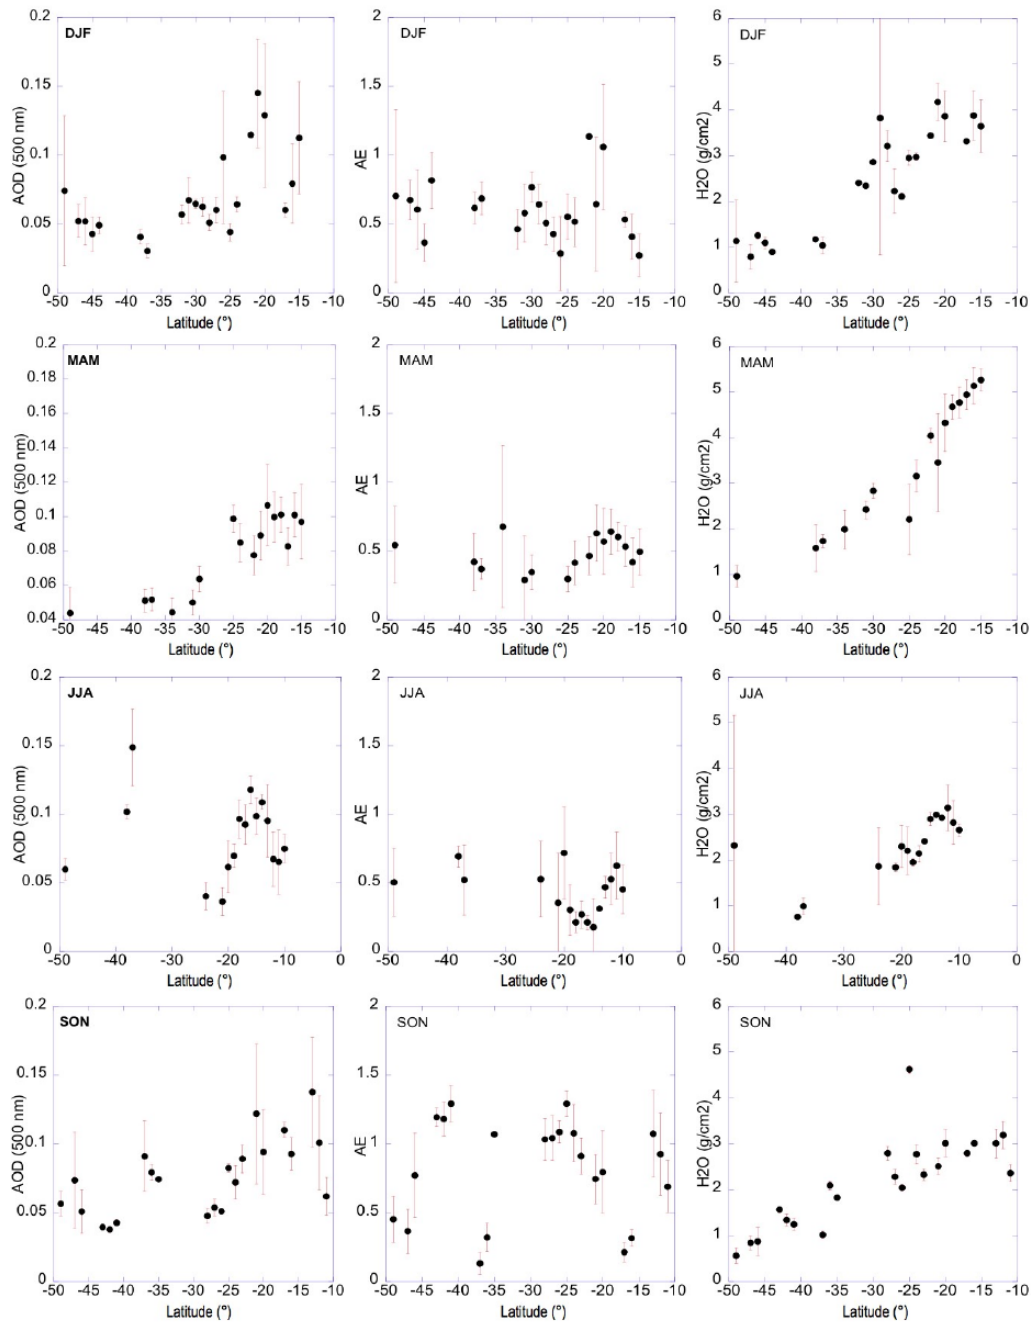 DJF
AOD (500 nm)
0.2
0.15
0.1
0.05
0
-50 -45 -40 -35 -30 -25 -20 -15 -10
Latitude (°)
DJF
AE
2
1.5
1
0.5
0
-50 -45 -40 -35 -30 -25 -20 -15 -10
Latitude (°)
DJF
H2O (g/cm2)
6
5
4
3
2
1
0
-50 -45 -40 -35 -30 -25 -20 -15 -10
Latitude (°)
MAM
AOD (500 nm)
0.2
0.18
0.16
0.14
0.12
0.1
0.08
0.06
0.04
-50 -45 -40 -35 -30 -25 -20 -15 -10
Latitude (°)
MAM
AE
2
1.5
1
0.5
0
-50 -45 -40 -35 -30 -25 -20 -15 -10
Latitude (°)
MAM
H2O (g/cm2)
6
5
4
3
2
1
0
-50 -45 -40 -35 -30 -25 -20 -15 -10
Latitude (°)
JJA
AOD (500 nm)
0.2
0.15
0.1
0.05
0
-50 -40 -30 -20 -10 0
Latitude (°)
JJA
AE
2
1.5
1
0.5
0
-50 -40 -30 -20 -10 0
Latitude (°)
JJA
H2O (g/cm2)
6
5
4
3
2
1
0
-50 -40 -30 -20 -10 0
Latitude (°)
SON
AOD (500 nm)
0.2
0.15
0.1
0.05
0
-50 -45 -40 -35 -30 -25 -20 -15 -10
Latitude (°)
SON
AE
2
1.5
1
0.5
0
-50 -45 -40 -35 -30 -25 -20 -15 -10
Latitude (°)
SON
H2O (g/cm2)
6
5
4
3
2
1
0
-50 -45 -40 -35 -30 -25 -20 -15 -10
Latitude (°)